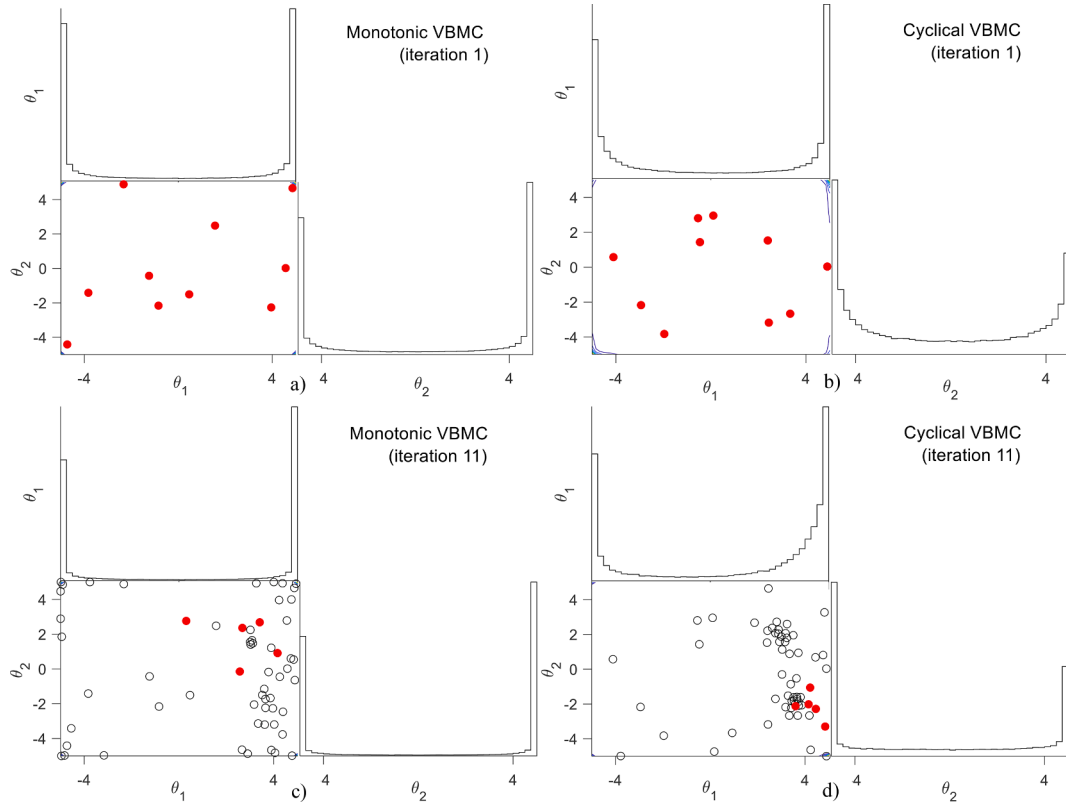 Monotonic VBMC
(iteration 1)
θ1
4
2
0
-2
-4
θ2
-4
4
θ1
a)
4
4
θ2
Cyclical VBMC
(iteration 1)
θ1
4
2
0
-2
-4
θ2
-4
4
θ1
b)
4
4
θ2
Monotonic VBMC
(iteration 11)
θ1
4
2
0
-2
-4
θ2
-4
4
θ1
c)
4
4
θ2
Cyclical VBMC
(iteration 11)
θ1
4
2
0
-2
-4
θ2
-4
4
θ1
d)
4
4
θ2